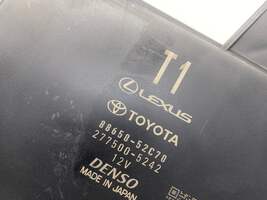 T1
LEXUS
TOYOTA
88650-52C70
277500-5242
12V
DENSO
MADE IN JAPAN